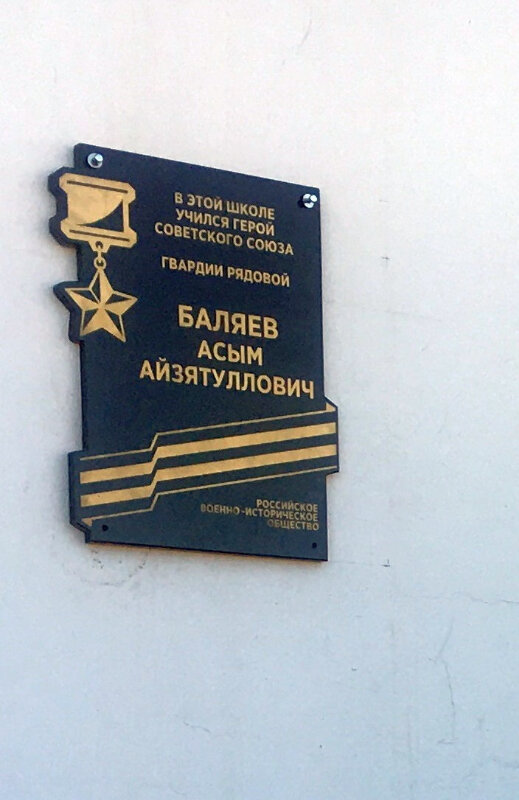 В ЭТОЙ ШКОЛЕ
УЧИЛСЯ ГЕРОЙ
СОВЕТСКОГО СОЮЗА
ГВАРДИИ РЯДОВОЙ
БАЛЯЕВ
АСЫМ
АЙЗЯТУЛЛОВИЧ
РОССИЙСКОЕ
ВОЕННО-ИСТОРИЧЕСКОЕ
ОБЩЕСТВО